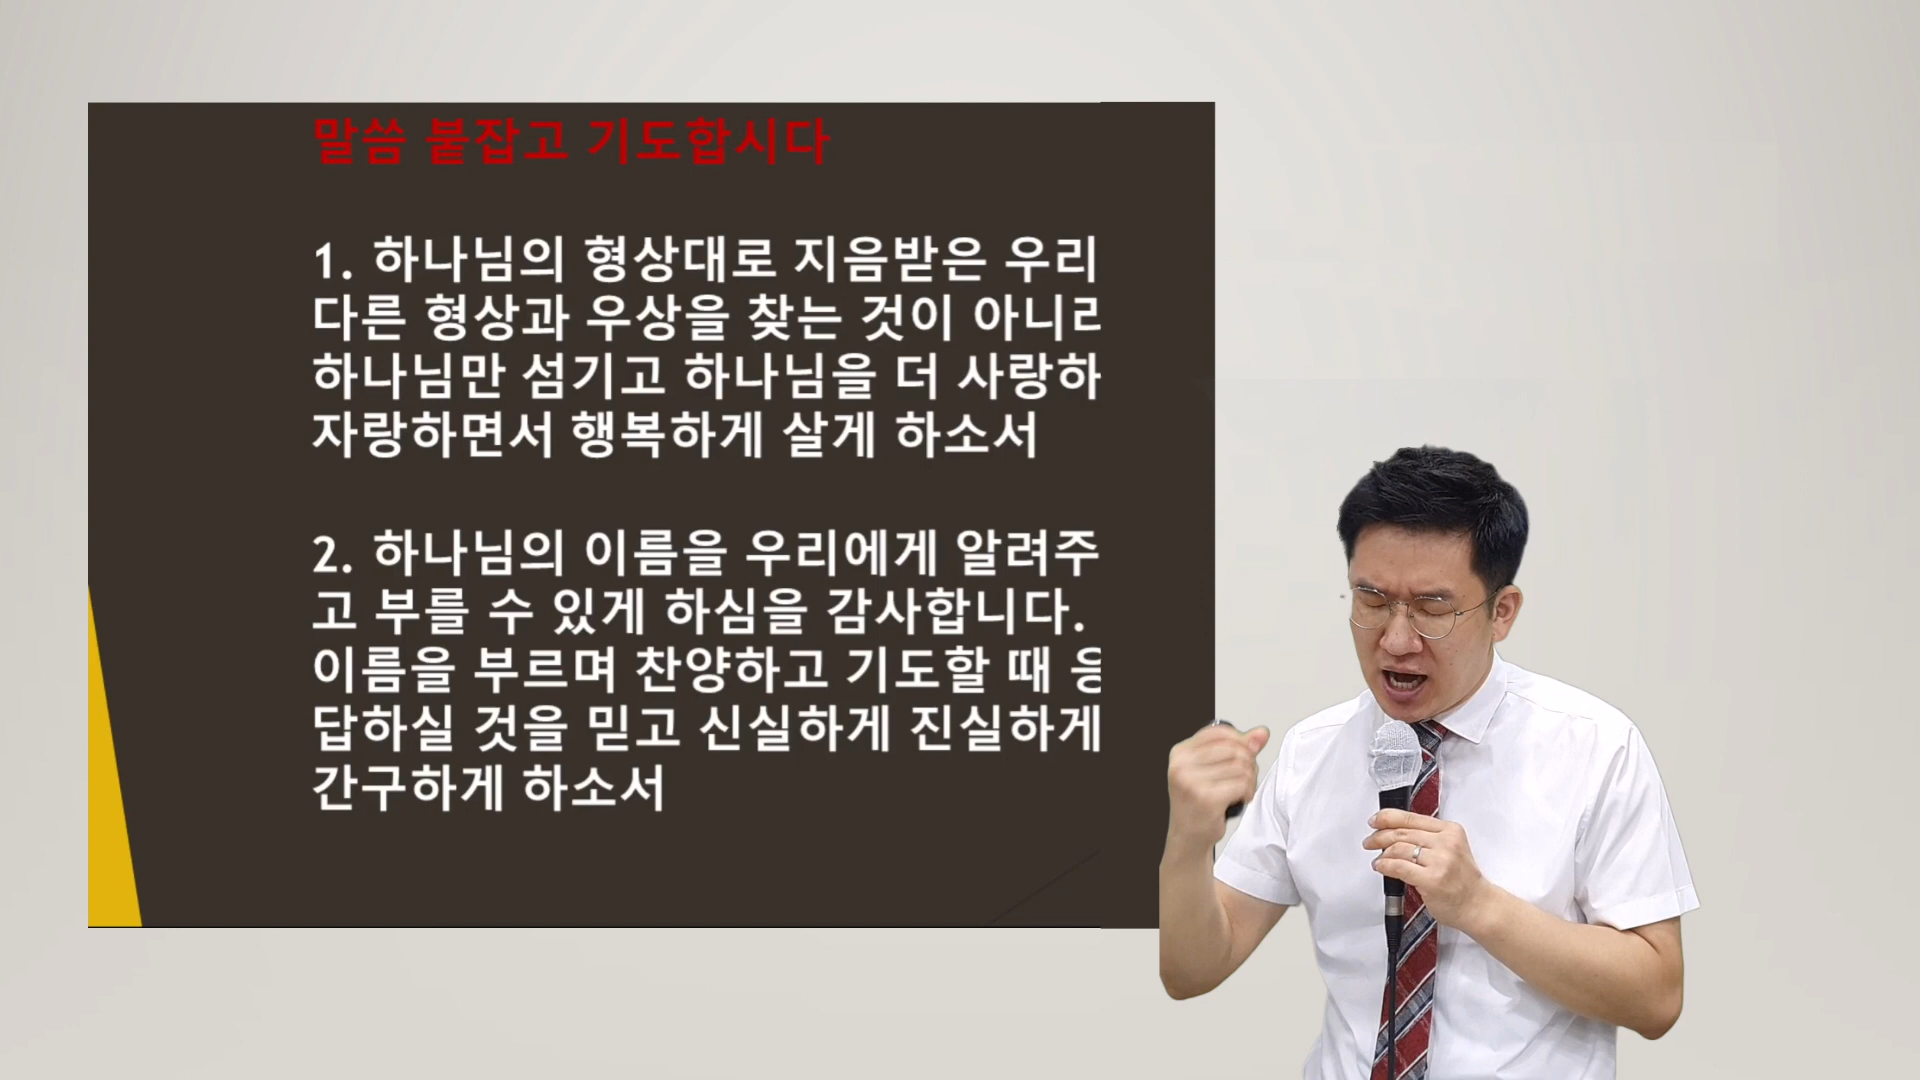 말씀 붙잡고 기도합시다
1. 하나님의 형상대로 지음받은 우리
다른 형상과 우상을 찾는 것이
하나님만 섬기고 하나님을 더 사랑하
자랑하면서 행복하게 살게 하소서
2. 하나님의 이름을 우리에게 알려주
고 부를 수 있게 하심을 감사합니다.
이름을 부르며 찬양하고 기도할 때
답하실 것을 믿고 신실하게 진실하게
간구하게 하소서